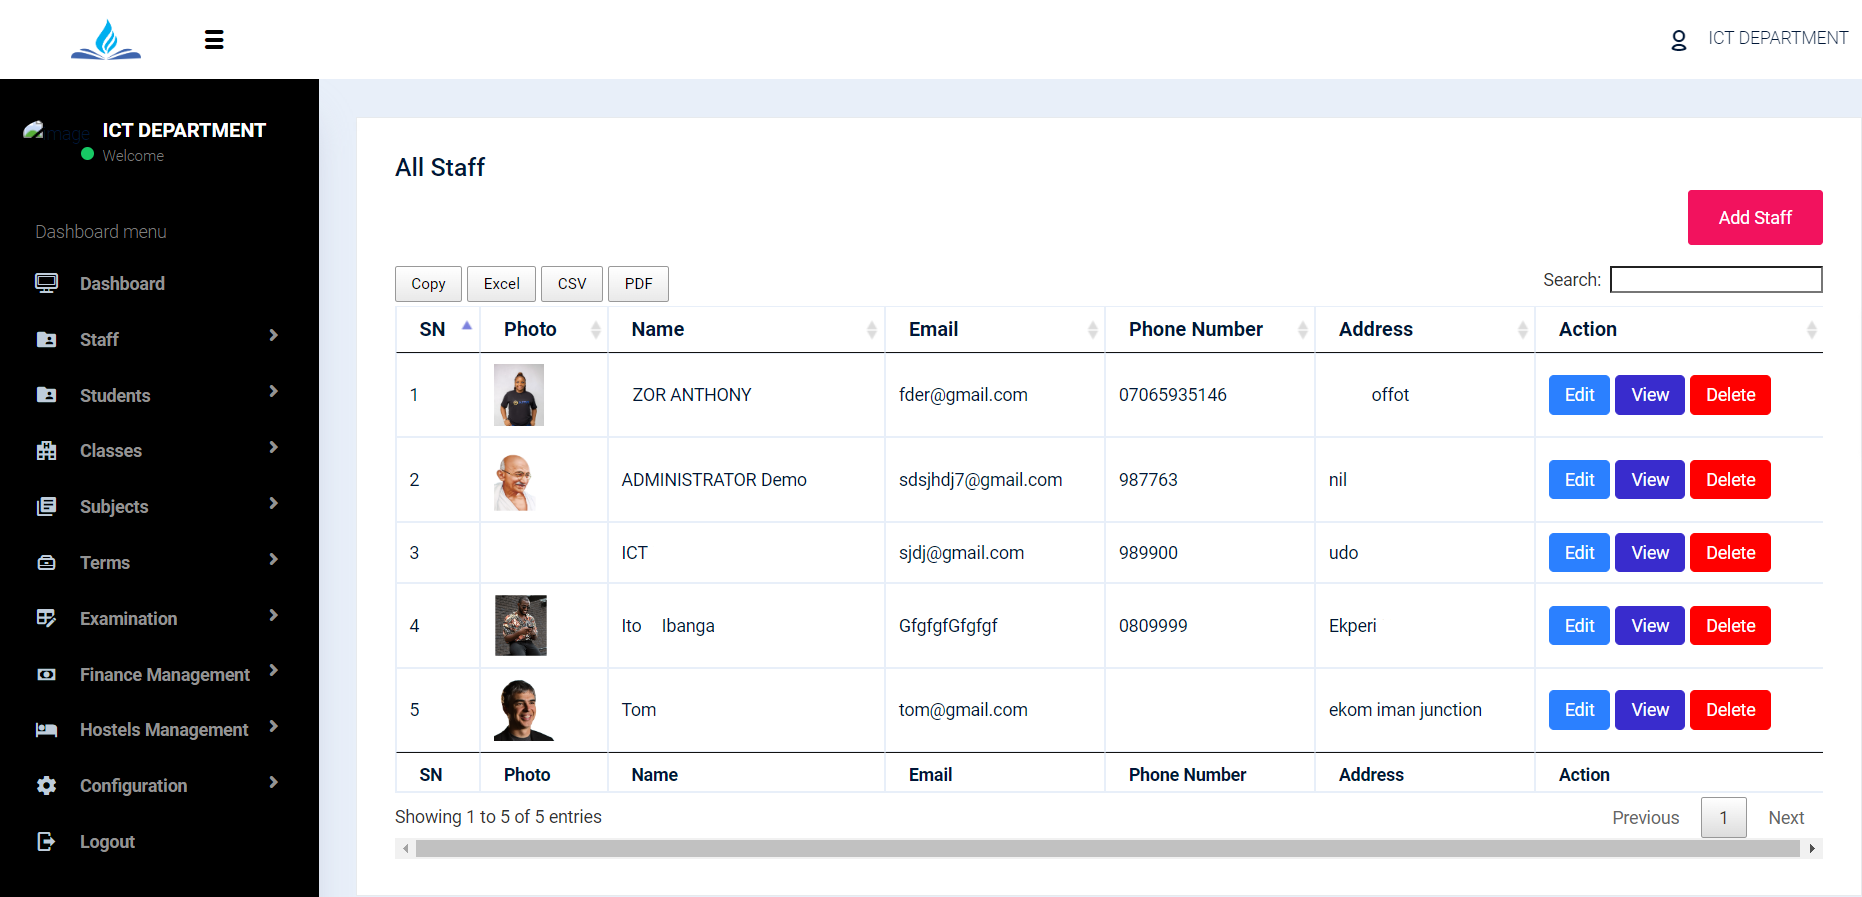 ICT DEPARTMENT
image
ICT DEPARTMENT
Welcome
Dashboard menu
Dashboard
Staff
Students
Classes
Subjects
Terms
Examination
Finance Management
Hostels Management
Configuration
Logout
All Staff
Add Staff
Copy Excel CSV PDF Search:
SN Photo Name Email Phone Number Address Action
1 ZOR ANTHONY fder@gmail.com 07065935146 offot Edit View Delete
2 ADMINISTRATOR Demo sdsjhdj7@gmail.com 987763 nil Edit View Delete
3 ICT sjdj@gmail.com 989900 udo Edit View Delete
4 Ito Ibanga GfgfgfGfgfgf 0809999 Ekperi Edit View Delete
5 Tom tom@gmail.com ekom iman junction Edit View Delete
SN Photo Name Email Phone Number Address Action
Showing 1 to 5 of 5 entries Previous 1 Next